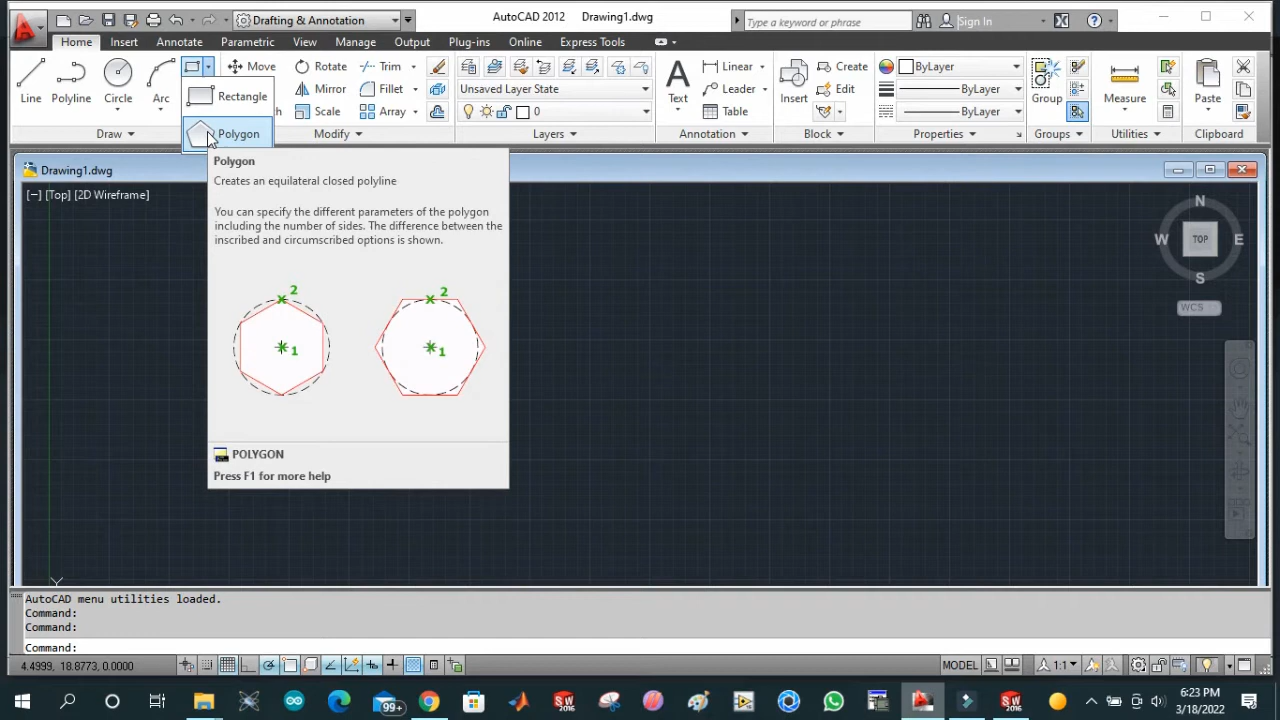 Drafting & Annotation
AutoCAD 2012 Drawing1.dwg
Type a keyword or phrase
Sign In
Home Insert Annotate Parametric View Manage Output Plug-ins Online Express Tools
Line
Polyline
Circle
Arc
Rectangle
Polygon
Draw
Move
Rotate
Trim
Mirror
Fillet
Scale
Array
Modify
Unsaved Layer State
0
Layers
Text
Linear
Leader
Table
Annotation
Insert
Create
Edit
Block
ByLayer
ByLayer
ByLayer
Properties
Group
Groups
Measure
Utilities
Paste
Clipboard
Drawing1.dwg
[−] [Top] [2D Wireframe]
Polygon
Creates an equilateral closed polyline
You can specify the different parameters of the polygon
including the number of sides. The difference between the
inscribed and circumscribed options is shown.
2
1
2
1
POLYGON
Press F1 for more help
N
W TOP E
S
WCS
Y
AutoCAD menu utilities loaded.
Command:
Command:
Command:
4.4999, 18.8773, 0.0000
MODEL
1:1
99+
SW
2016
SW
2016
6:23 PM
3/18/2022